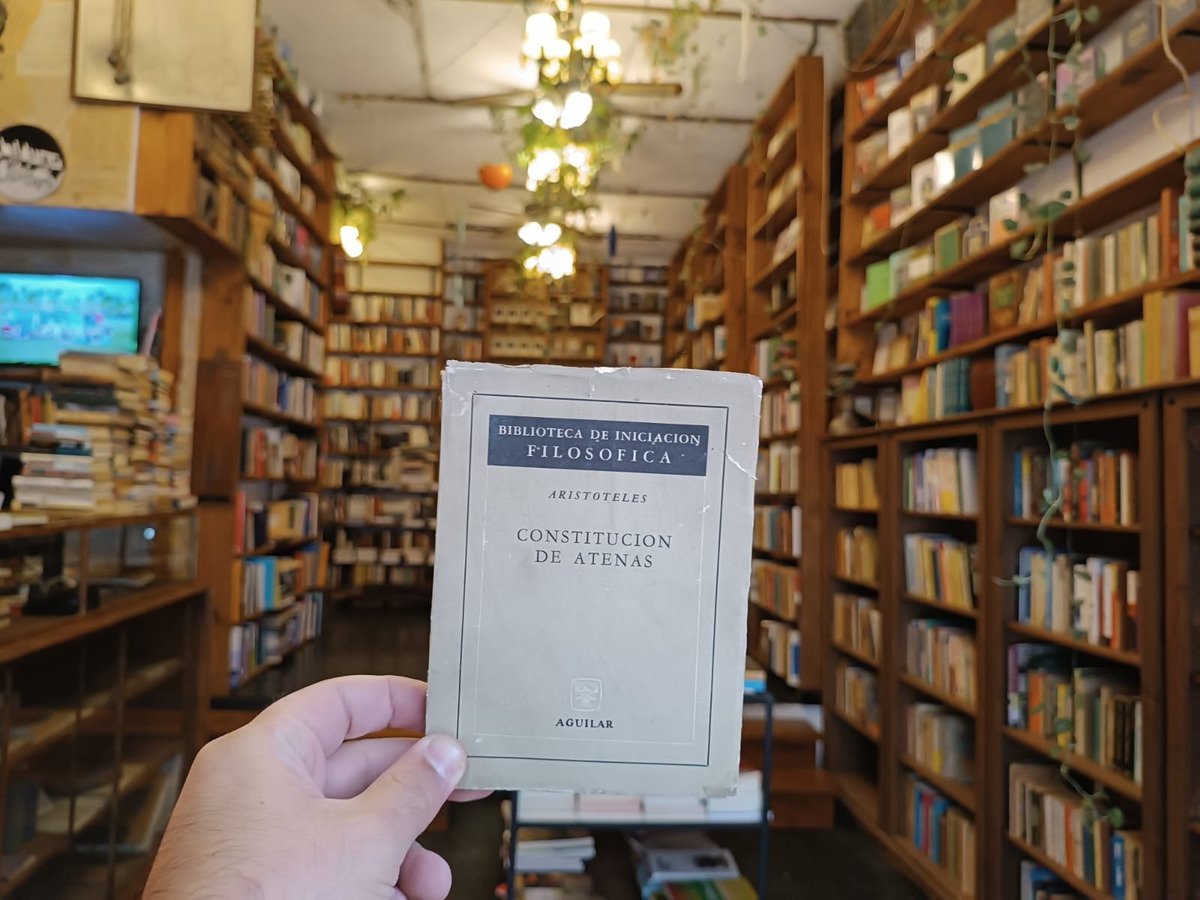 BIBLIOTECA DE INICIACION
FILOSOFICA
ARISTOTELES
CONSTITUCION
DE ATENAS
AGUILAR